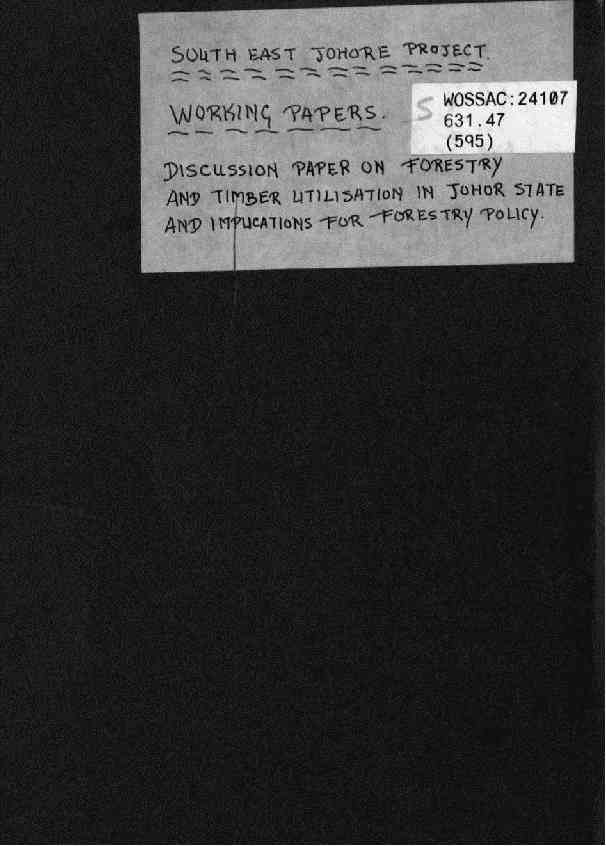 SOUTH EAST JOHORE PROJECT.
WORKING PAPERS.
S WOSSAC:24107
631.47
(595)
DISCUSSION PAPER ON FORESTRY
AND TIMBER UTILISATION IN JOHOR STATE
AND IMPLICATIONS FOR FORESTRY POLICY.